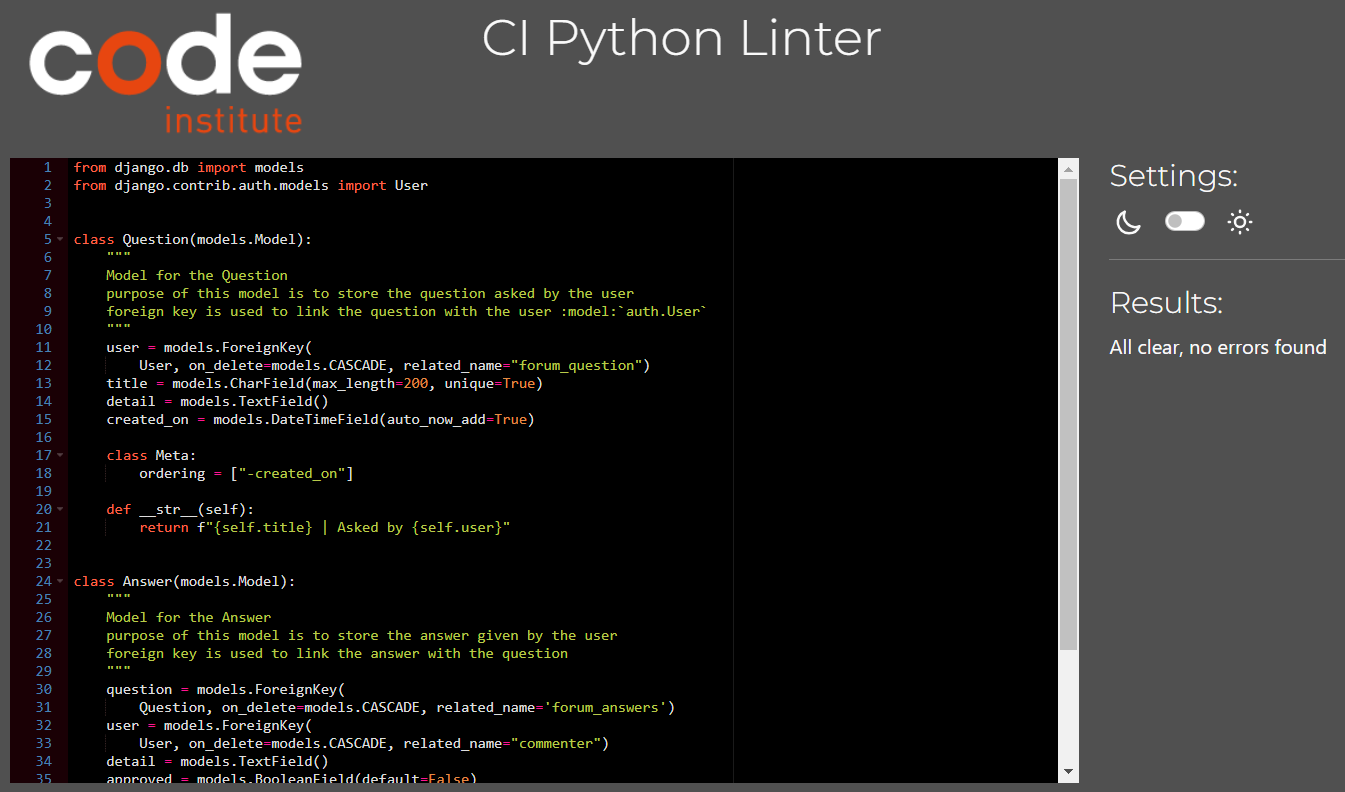 code
institute
CI Python Linter
1 from django.db import models
2 from django.contrib.auth.models import User
3
4
5 class Question(models.Model):
6     """
7     Model for the Question
8     purpose of this model is to store the question asked by the user
9     foreign key is used to link the question with the user :model:`auth.User`
10     """
11     user = models.ForeignKey(
12         User, on_delete=models.CASCADE, related_name="forum_question")
13     title = models.CharField(max_length=200, unique=True)
14     detail = models.TextField()
15     created_on = models.DateTimeField(auto_now_add=True)
16
17     class Meta:
18         ordering = ["-created_on"]
19
20     def __str__(self):
21         return f"{self.title} | Asked by {self.user}"
22
23
24 class Answer(models.Model):
25     """
26     Model for the Answer
27     purpose of this model is to store the answer given by the user
28     foreign key is used to link the answer with the question
29     """
30     question = models.ForeignKey(
31         Question, on_delete=models.CASCADE, related_name='forum_answers')
32     user = models.ForeignKey(
33         User, on_delete=models.CASCADE, related_name="commenter")
34     detail = models.TextField()
35     approved = models.BooleanField(default=False)
Settings:
Results:
All clear, no errors found